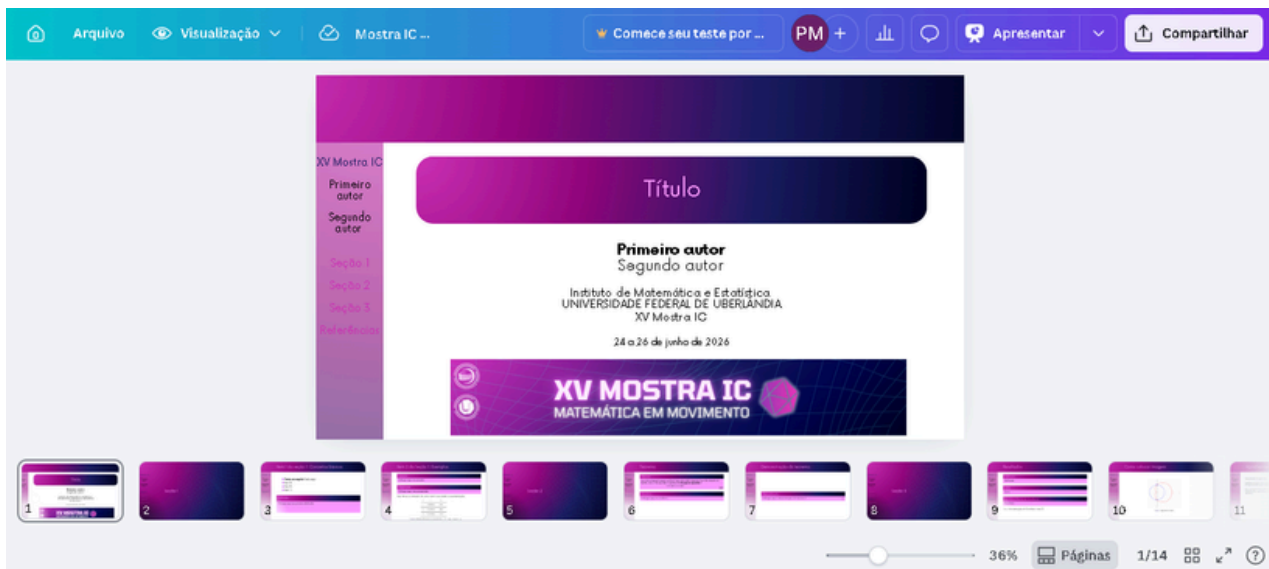 Arquivo
Visualização
Mostra IC ...
Comece seu teste por ...
PM
+
Apresentar
Compartilhar
XV Mostra IC
Primeiro
autor
Segundo
autor
Seção 1
Seção 2
Seção 3
Referências
Título
Primeiro autor
Segundo autor
Instituto de Matemática e Estatística
UNIVERSIDADE FEDERAL DE UBERLÂNDIA
XV Mostra IC
24 a 26 de junho de 2026
XV MOSTRA IC
MATEMÁTICA EM MOVIMENTO
1
2
3
4
5
6
7
8
9
10
11
36%
Páginas
1/14
?